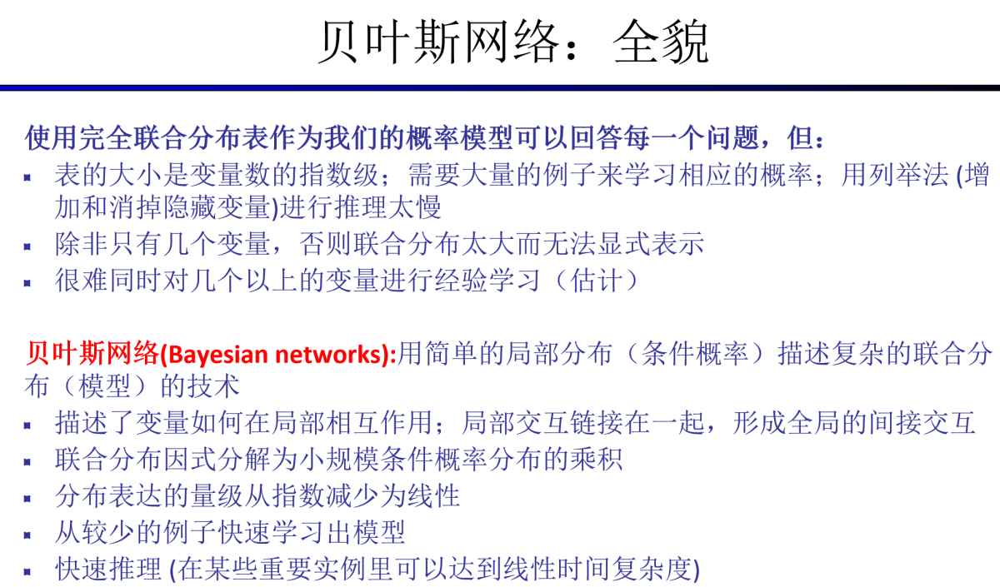 贝叶斯网络：全貌
使用完全联合分布表作为我们的概率模型可以回答每一个问题，但：
▪ 表的大小是变量数的指数级；需要大量的例子来学习相应的概率；用列举法 (增
加和消掉隐藏变量)进行推理太慢
▪ 除非只有几个变量，否则联合分布太大而无法显式表示
▪ 很难同时对几个以上的变量进行经验学习（估计）
贝叶斯网络(Bayesian networks):用简单的局部分布（条件概率）描述复杂的联合分
布（模型）的技术
▪ 描述了变量如何在局部相互作用；局部交互链接在一起，形成全局的间接交互
▪ 联合分布因式分解为小规模条件概率分布的乘积
▪ 分布表达的量级从指数减少为线性
▪ 从较少的例子快速学习出模型
▪ 快速推理 (在某些重要实例里可以达到线性时间复杂度)